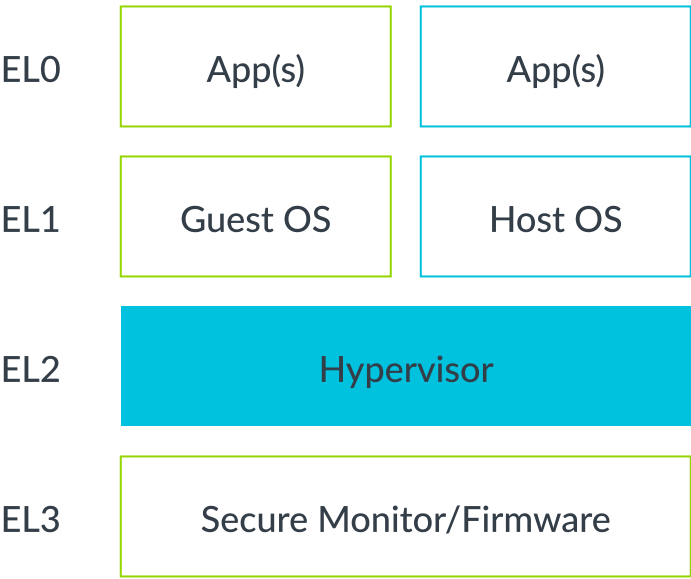 EL0 App(s) App(s)
EL1 Guest OS Host OS
EL2 Hypervisor
EL3 Secure Monitor/Firmware